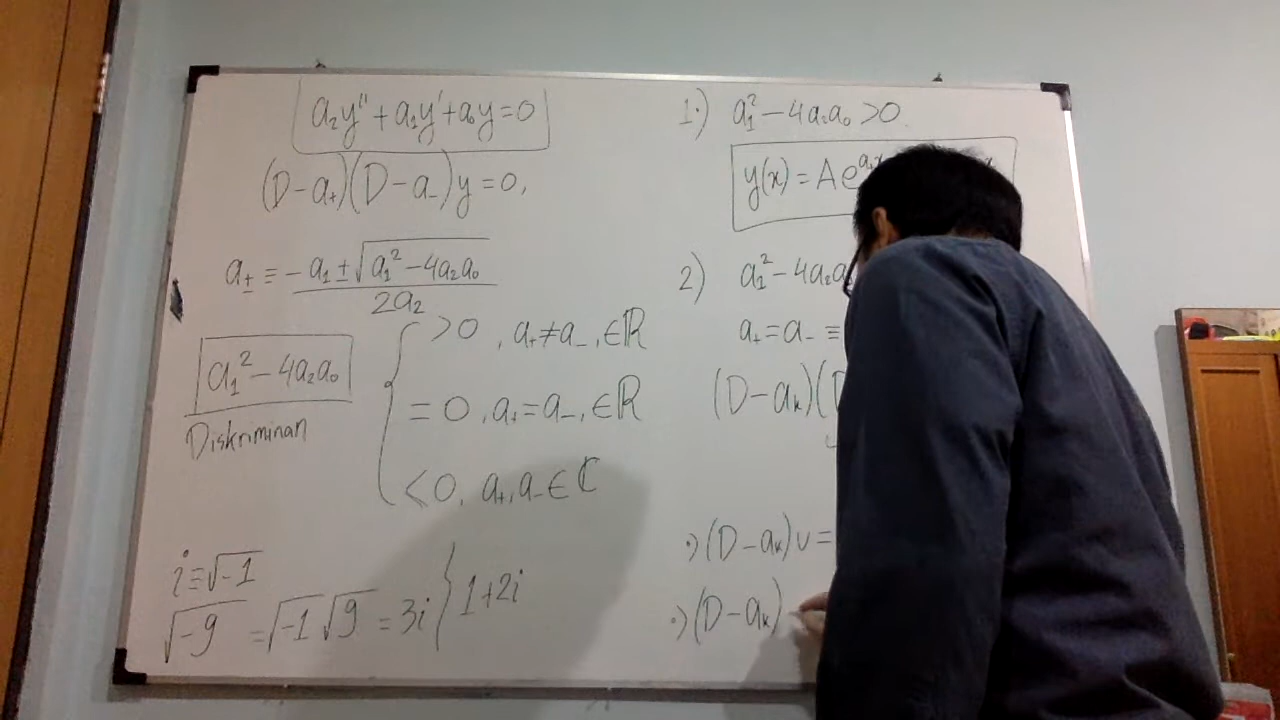 a₂y'' + a₁y' + a₀y = 0
(D − a₊)(D − a₋)y = 0,
a± ≡ −a₁ ± √(a₁² − 4a₂a₀) / 2a₂
a₁² − 4a₂a₀
Diskriminan
> 0, a₊ ≠ a₋, ∈ ℝ
= 0, a₊ = a₋, ∈ ℝ
< 0, a₊, a₋ ∈ ℂ
i ≡ √−1
√−9 = √−1 √9 = 3i } 1 + 2i
1.) a₁² − 4a₂a₀ > 0
y(x) = Ae
2) a₁² − 4a₂a
a₊ = a₋ ≡
(D − aₖ)(D
•) (D − aₖ)υ =
•) (D − aₖ)